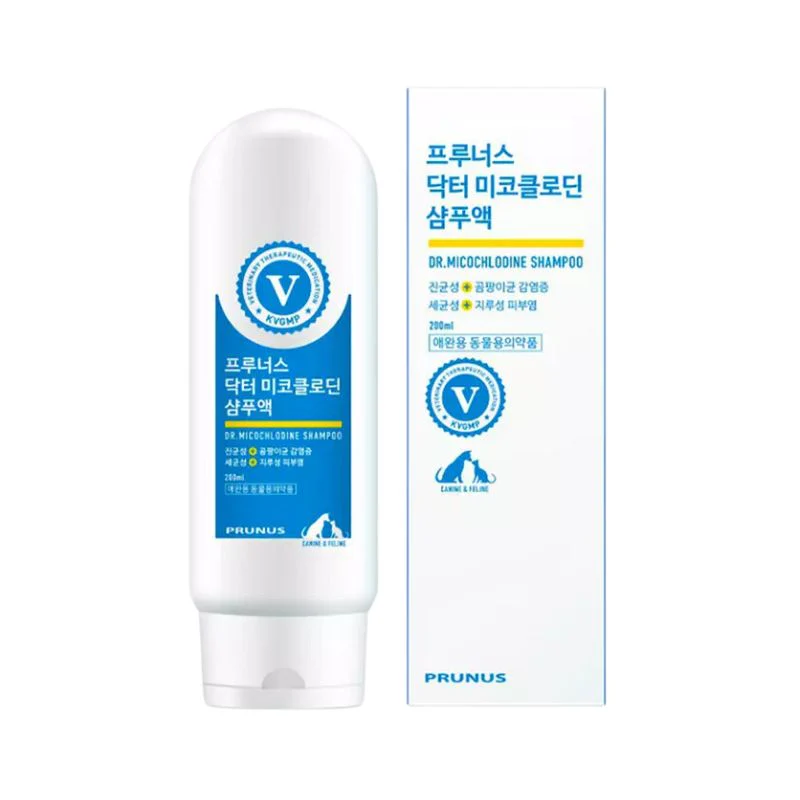 VETERINARY THERAPEUTIC MEDICATION
V
KVGMP
프루너스
닥터 미코클로딘
샴푸액
DR.MICOCHLODINE SHAMPOO
진균성 + 곰팡이균 감염증
세균성 + 지루성 피부염
200ml
애완용 동물용의약품
PRUNUS
CANINE & FELINE
프루너스
닥터 미코클로딘
샴푸액
DR.MICOCHLODINE SHAMPOO
진균성 + 곰팡이균 감염증
세균성 + 지루성 피부염
200ml
애완용 동물용의약품
VETERINARY THERAPEUTIC MEDICATION
V
KVGMP
CANINE & FELINE
PRUNUS